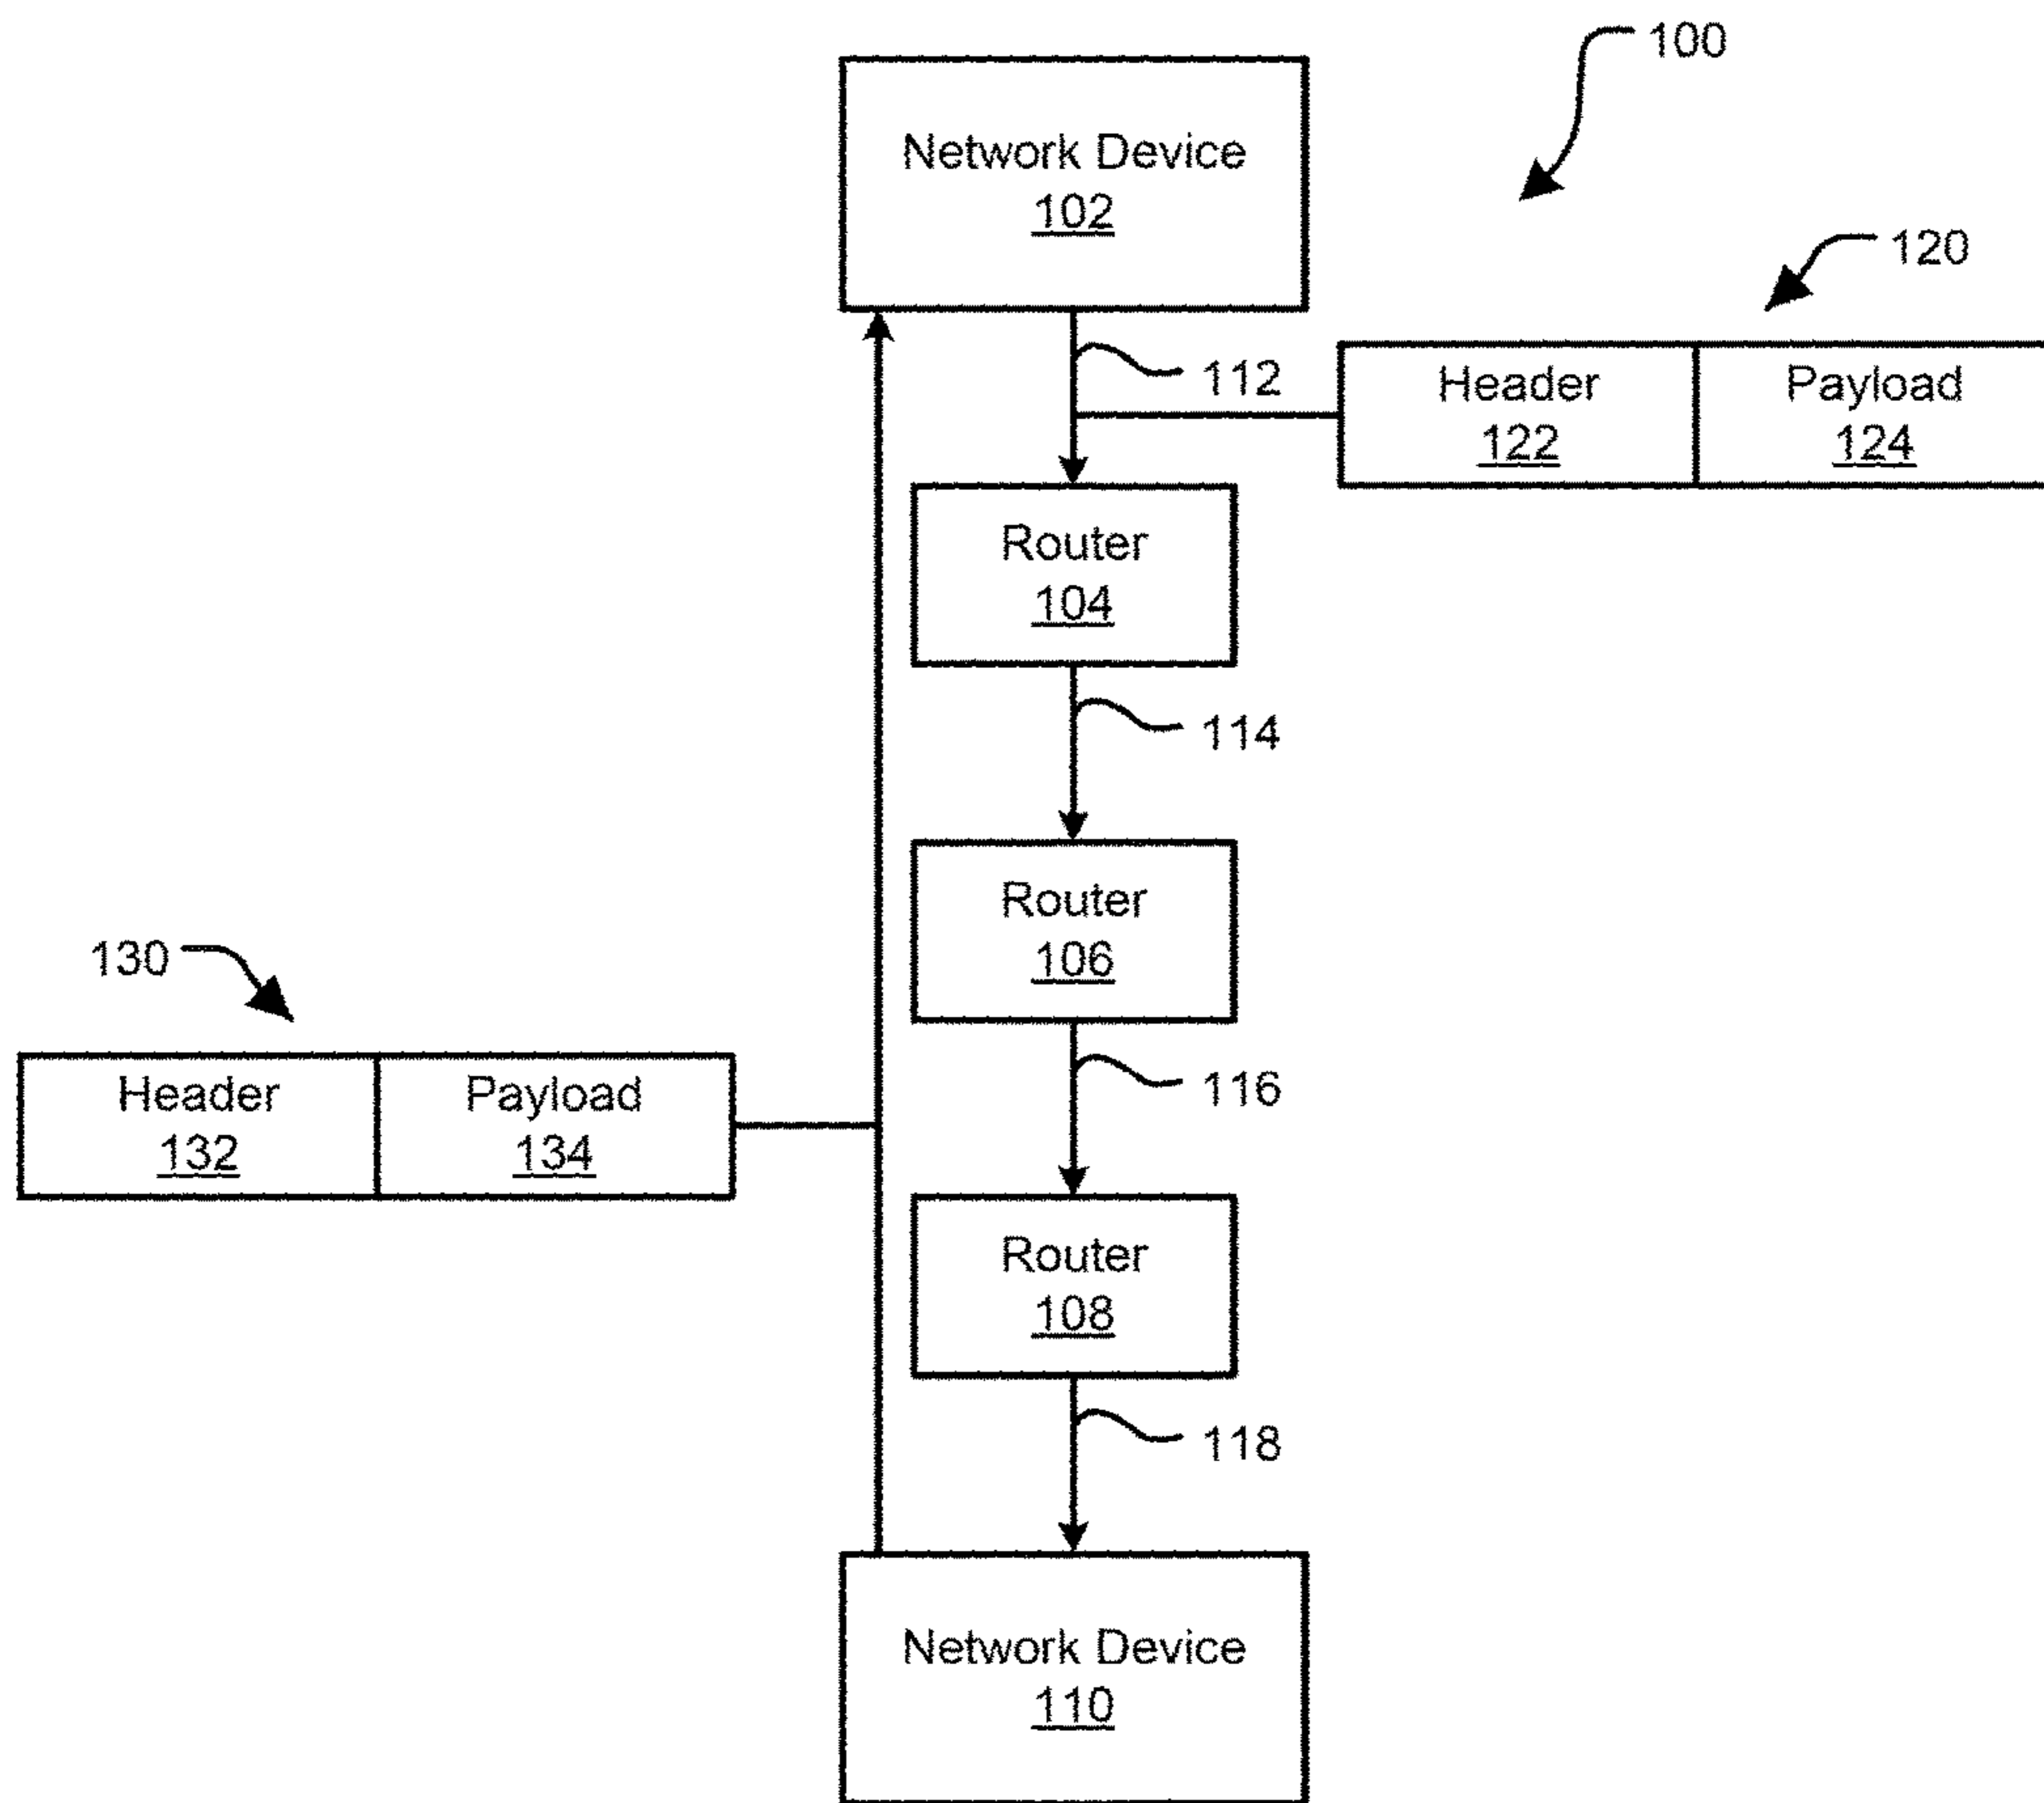 100
Network Device
102
120
112
Header
122
Payload
124
Router
104
114
Router
106
130
Header
132
Payload
134
116
Router
108
118
Network Device
110